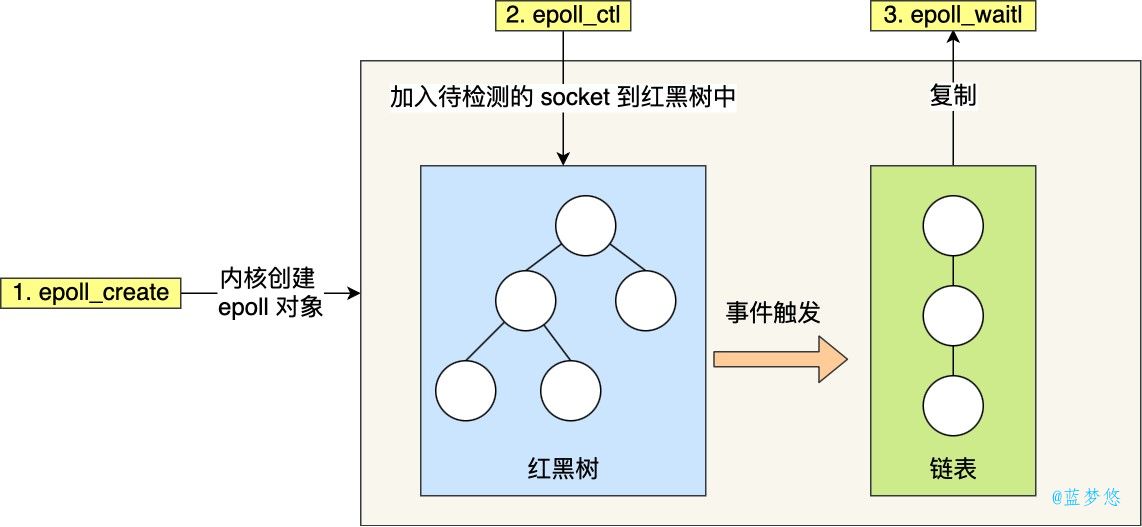 2. epoll_ctl
3. epoll_waitl
加入待检测的 socket 到红黑树中
复制
1. epoll_create
内核创建
epoll 对象
事件触发
红黑树
链表
@蓝梦悠